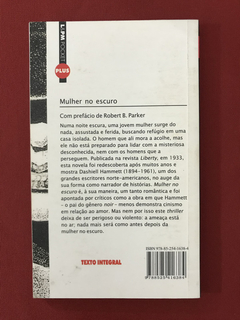 L&PM POCKET
PLUS
Mulher no escuro
Com prefácio de Robert B. Parker
Numa noite escura, uma jovem mulher surge do
nada, assustada e ferida, buscando refúgio em uma
casa isolada. O homem que ali mora a acolhe, mas
ele não está preparado para lidar com a misteriosa
desconhecida, nem com os homens que a perse-
guem. Publicada na revista Liberty, em 1933, esta
esta novela foi redescoberta após muitos anos e
mostra Dashiell Hammett (1894-1961), um dos
grandes escritores norte-americanos, no auge da
sua forma como narrador de histórias. Mulher no
escuro é, à sua maneira, um tanto romântica e foi
apontada por críticos como a obra em que Hammett
– o pai do gênero noir – menos demonstra cinismo
em relação ao amor. Mas nem por isso este thriller
deixa de ser perigoso ou violento: a ameaça está
no ar; nada mais será como antes depois da
mulher no escuro.
TEXTO INTEGRAL